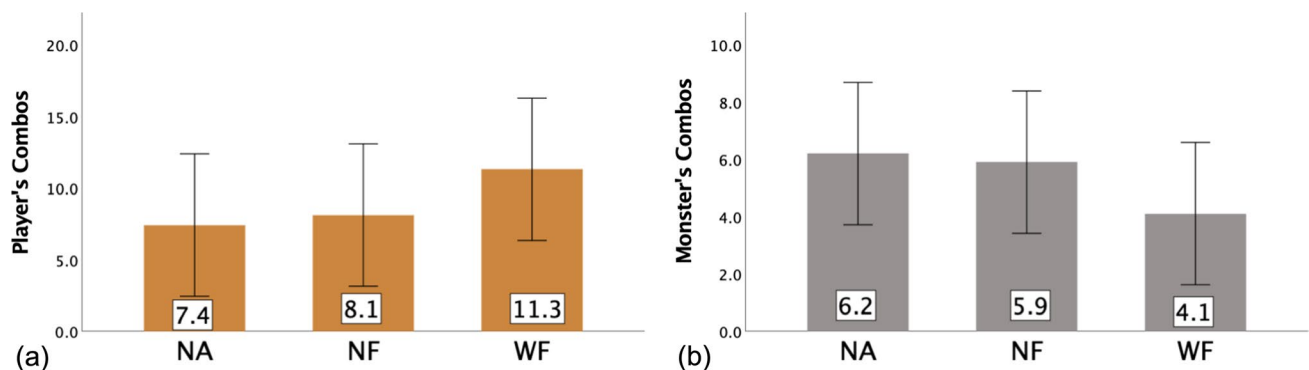 Player's Combos
20.0
15.0
10.0
5.0
0.0
7.4
8.1
11.3
NA
NF
WF
(a)
Monster's Combos
10.0
8.0
6.0
4.0
2.0
0.0
6.2
5.9
4.1
NA
NF
WF
(b)